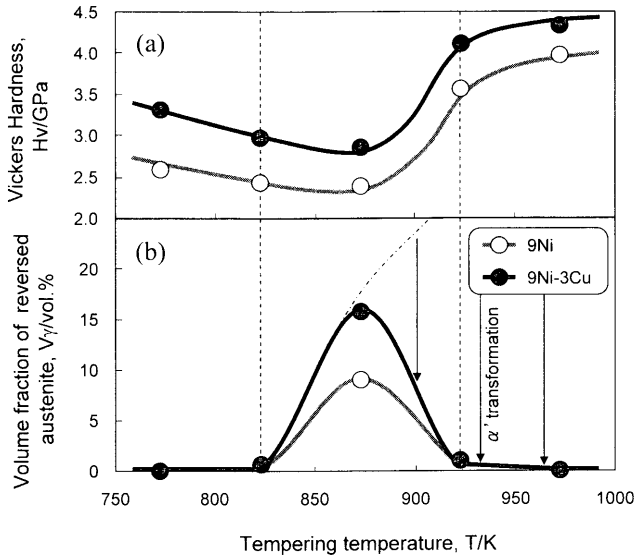 (a)
Vickers Hardness,
Hv/GPa
4.5
4.0
3.5
3.0
2.5
2.0
(b)
Volume fraction of reversed
austenite, Vγ/vol.%
20
15
10
5
0
9Ni
9Ni-3Cu
α' transformation
750
800
850
900
950
1000
Tempering temperature, T/K